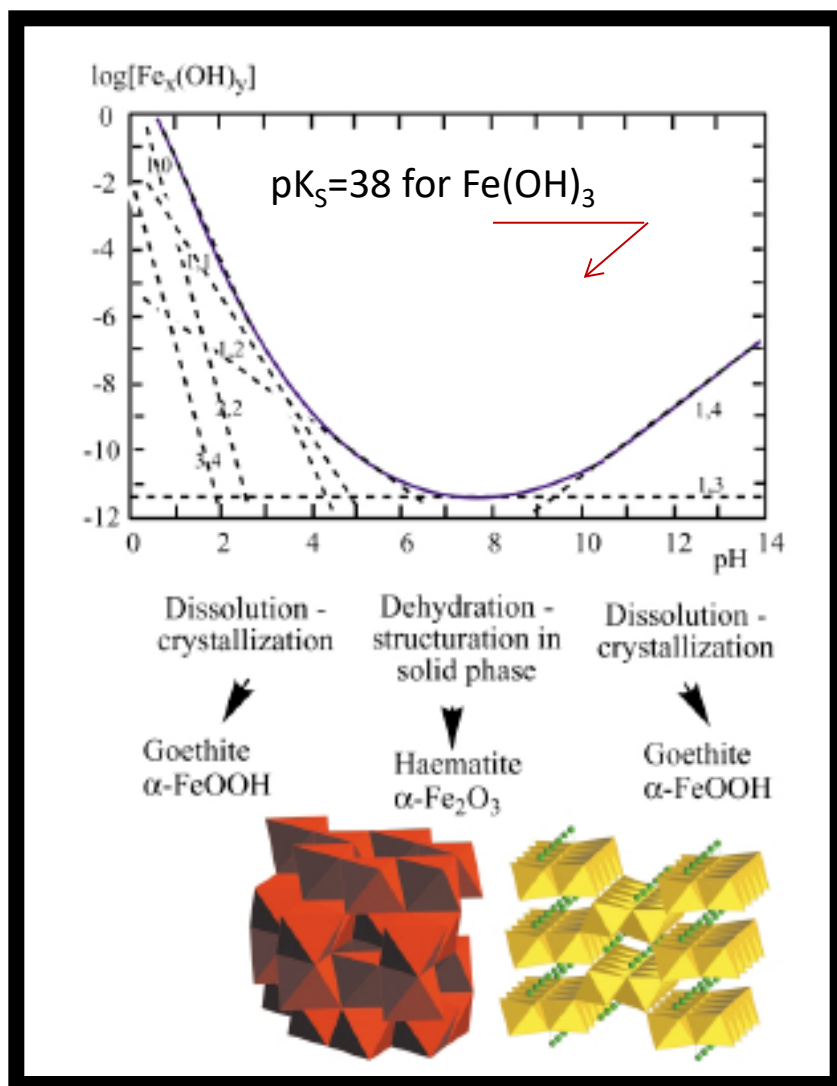 log[Feₓ(OH)ᵧ]
pKS=38 for Fe(OH)₃
0
-2
-4
-6
-8
-10
-12
1,0
1,1
1,2
2,2
3,4
1,4
1,3
0 2 4 6 8 10 12 pH 14
Dissolution -
crystallization
Goethite
α-FeOOH
Dehydration -
structuration in
solid phase
Haematite
α-Fe₂O₃
Dissolution -
crystallization
Goethite
α-FeOOH